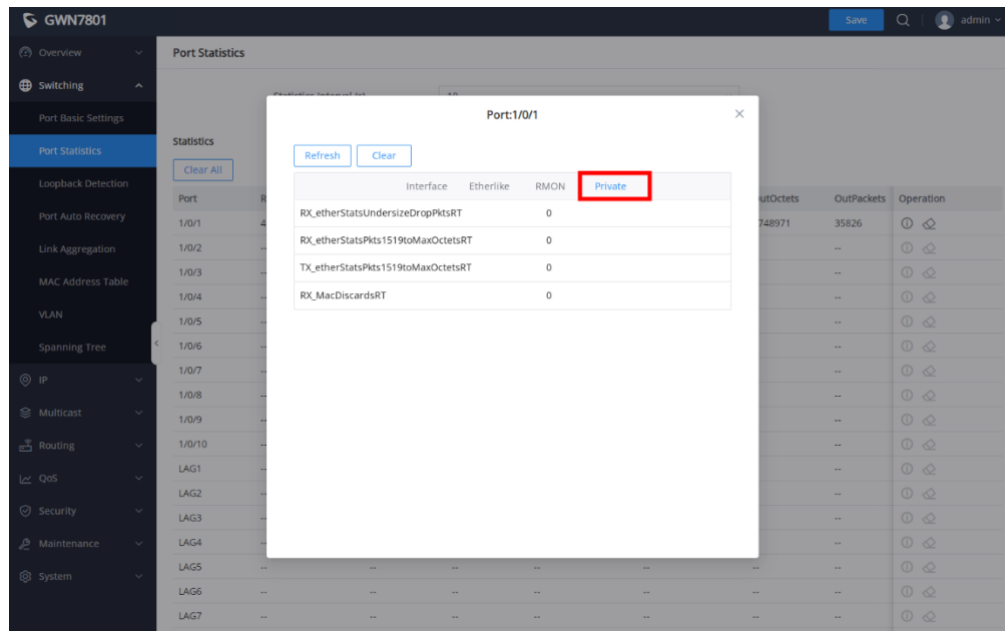 GWN7801
Save
admin
Overview
Port Statistics
Switching
Port Basic Settings
Port Statistics
Loopback Detection
Port Auto Recovery
Link Aggregation
MAC Address Table
VLAN
Spanning Tree
IP
Multicast
Routing
QoS
Security
Maintenance
System
Statistics
Clear All
Port:1/0/1
Refresh Clear
Interface Etherlike RMON Private
RX_etherStatsUndersizeDropPktsRT 0
RX_etherStatsPkts1519toMaxOctetsRT 0
TX_etherStatsPkts1519toMaxOctetsRT 0
RX_MacDiscardsRT 0
Port OutPackets Operation
1/0/1 748971 35826
1/0/2 --
1/0/3 --
1/0/4 --
1/0/5 --
1/0/6 --
1/0/7 --
1/0/8 --
1/0/9 --
1/0/10 --
LAG1 --
LAG2 --
LAG3 --
LAG4 --
LAG5 -- -- -- -- -- -- --
LAG6 -- -- -- -- -- -- --
LAG7 -- -- -- -- -- -- --